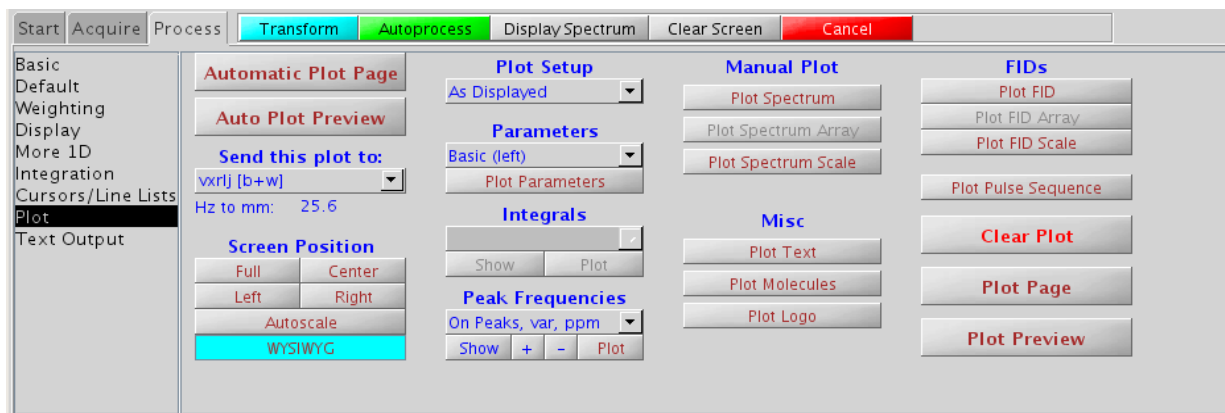 Start Acquire Process Transform Autoprocess Display Spectrum Clear Screen Cancel
Basic
Default
Weighting
Display
More 1D
Integration
Cursors/Line Lists
Plot
Text Output
Automatic Plot Page
Auto Plot Preview
Send this plot to:
vxrlj [b+w]
Hz to mm: 25.6
Screen Position
Full Center
Left Right
Autoscale
WYSIWYG
Plot Setup
As Displayed
Parameters
Basic (left)
Plot Parameters
Integrals
Show Plot
Peak Frequencies
On Peaks, var, ppm
Show + − Plot
Manual Plot
Plot Spectrum
Plot Spectrum Array
Plot Spectrum Scale
Misc
Plot Text
Plot Molecules
Plot Logo
FIDs
Plot FID
Plot FID Array
Plot FID Scale
Plot Pulse Sequence
Clear Plot
Plot Page
Plot Preview